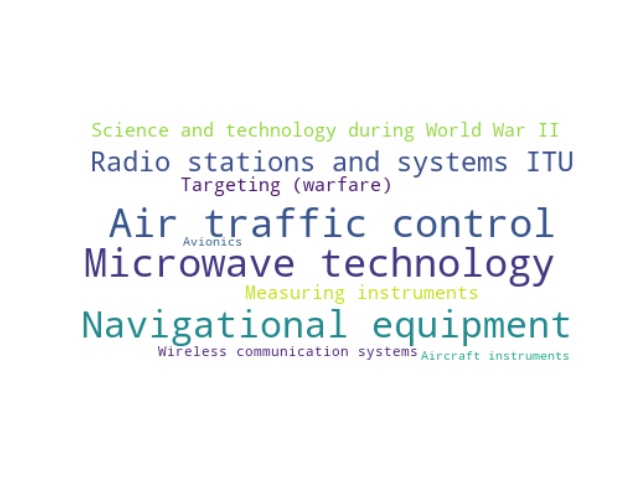 Science and technology during World War II
Radio stations and systems ITU
Targeting (warfare)
Air traffic control
Avionics
Microwave technology
Measuring instruments
Navigational equipment
Wireless communication systems
Aircraft instruments